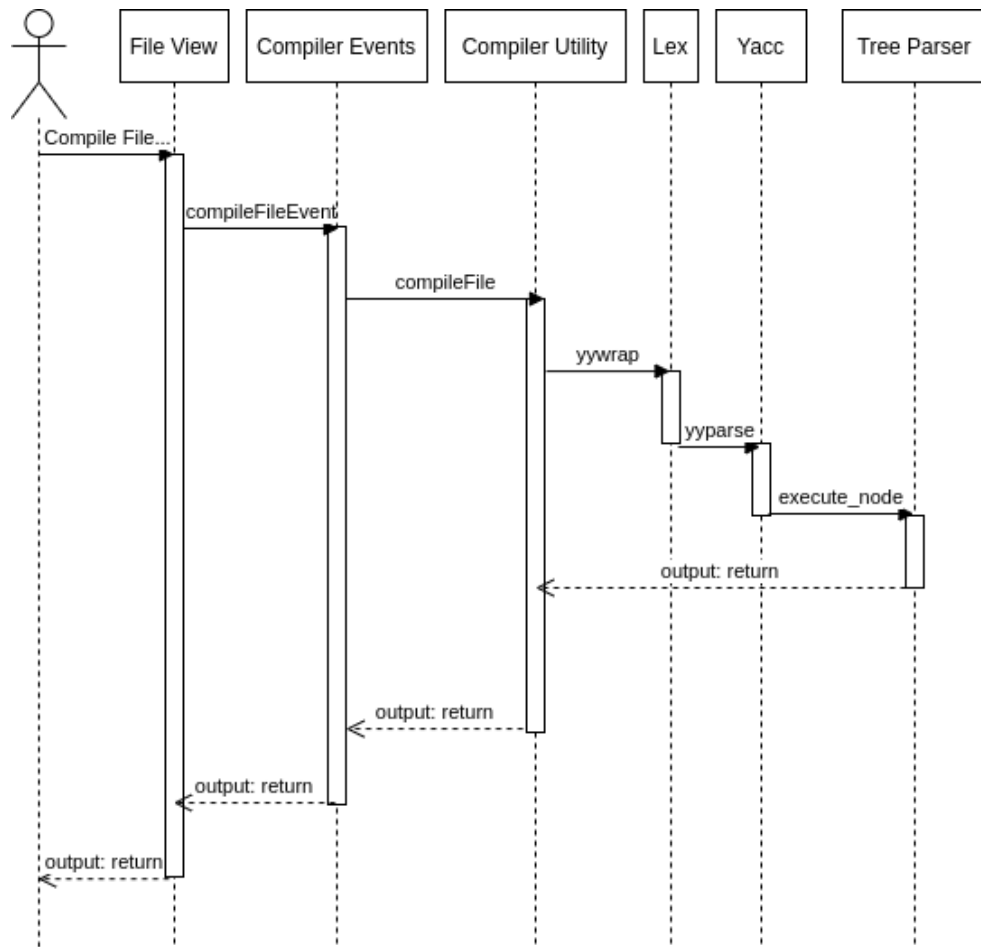 File View
Compiler Events
Compiler Utility
Lex
Yacc
Tree Parser
Compile File...
compileFileEvent
compileFile
yywrap
yyparse
execute_node
output: return
output: return
output: return
output: return